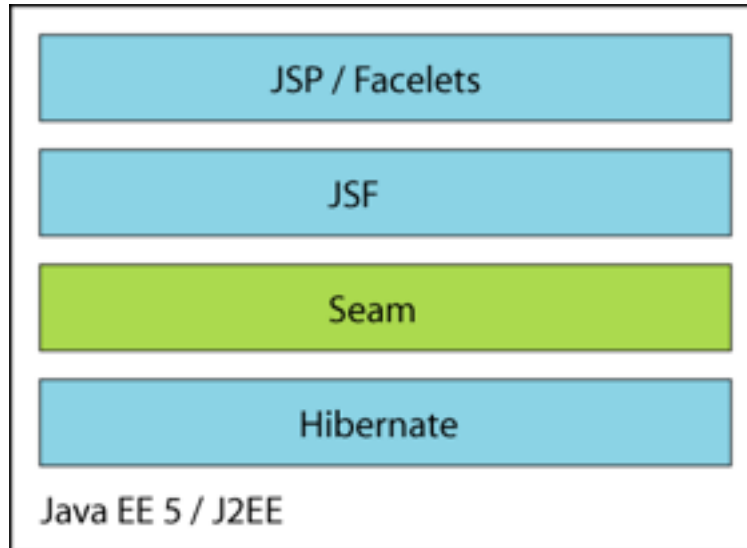 JSP / Facelets
JSF
Seam
Hibernate
Java EE 5 / J2EE